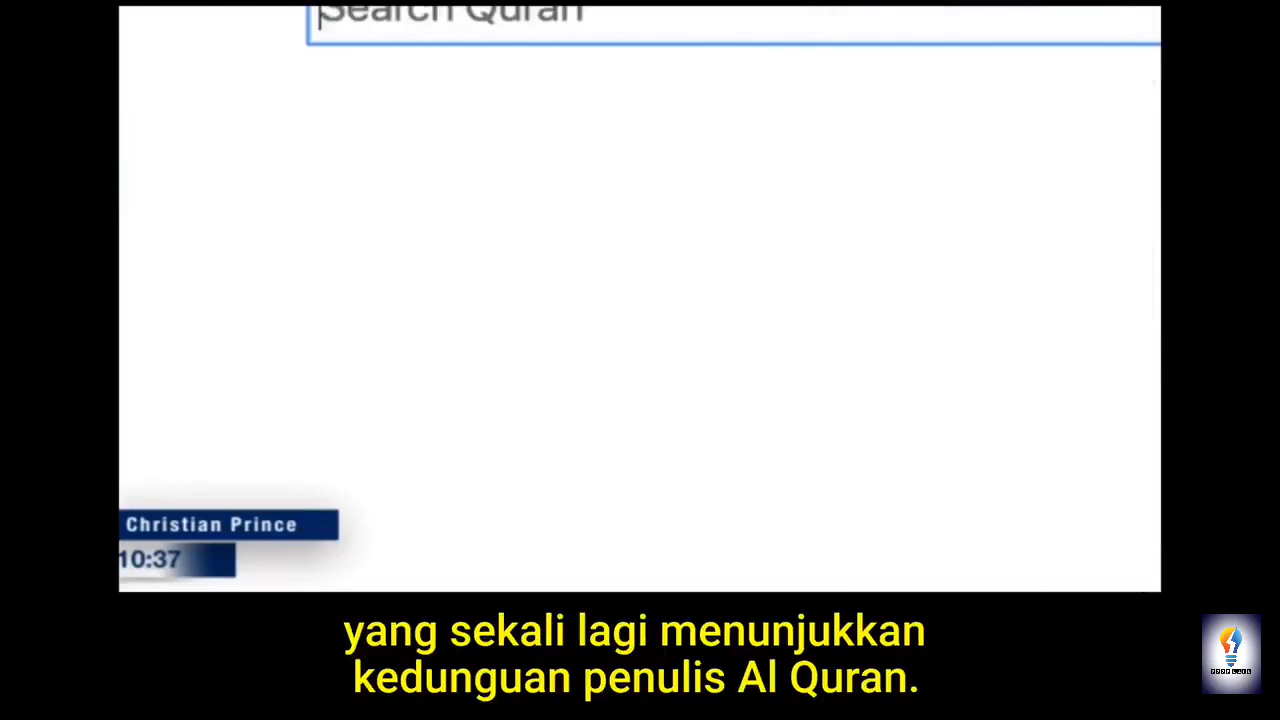 Search Quran
Christian Prince
10:37
yang sekali lagi menunjukkan
kedunguan penulis Al Quran.